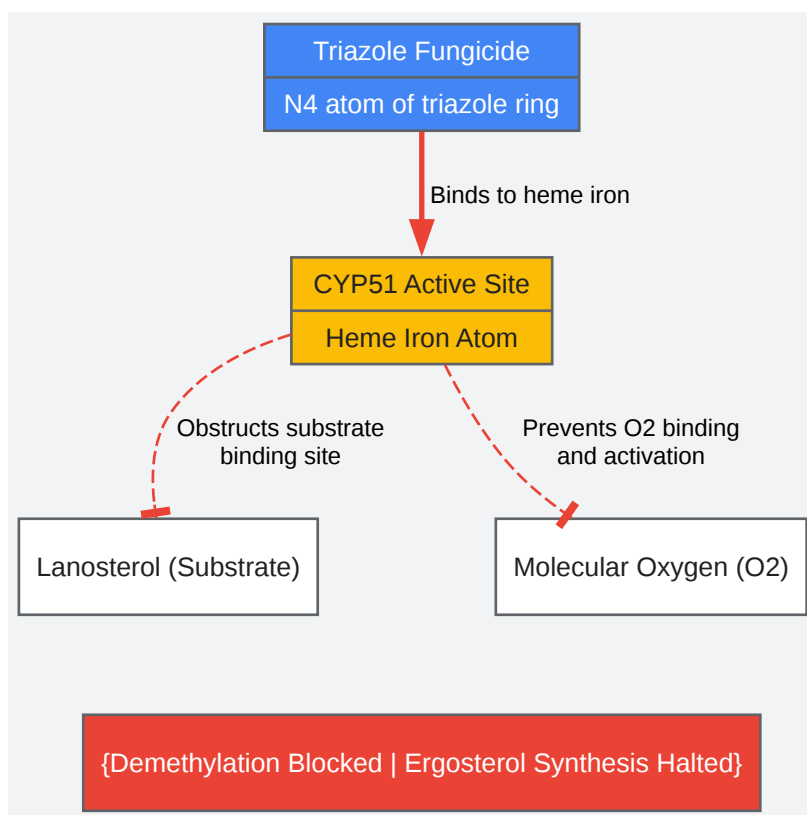 Triazole Fungicide
N4 atom of triazole ring
Binds to heme iron
CYP51 Active Site
Heme Iron Atom
Obstructs substrate
binding site
Prevents O2 binding
and activation
Lanosterol (Substrate)
Molecular Oxygen (O2)
{Demethylation Blocked | Ergosterol Synthesis Halted}